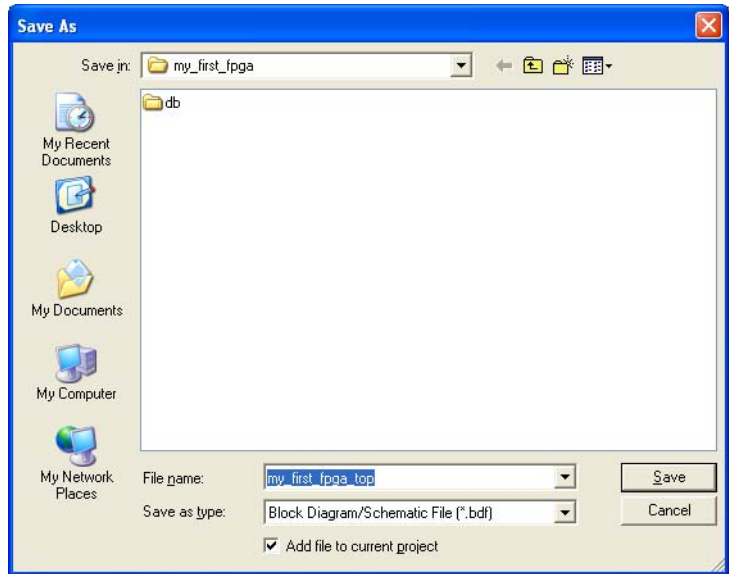 Save As
Save in:
my_first_fpga
db
My Recent
Documents
Desktop
My Documents
My Computer
My Network
Places
File name:
my_first_fpga_top
Save
Save as type:
Block Diagram/Schematic File (*.bdf)
Cancel
Add file to current project